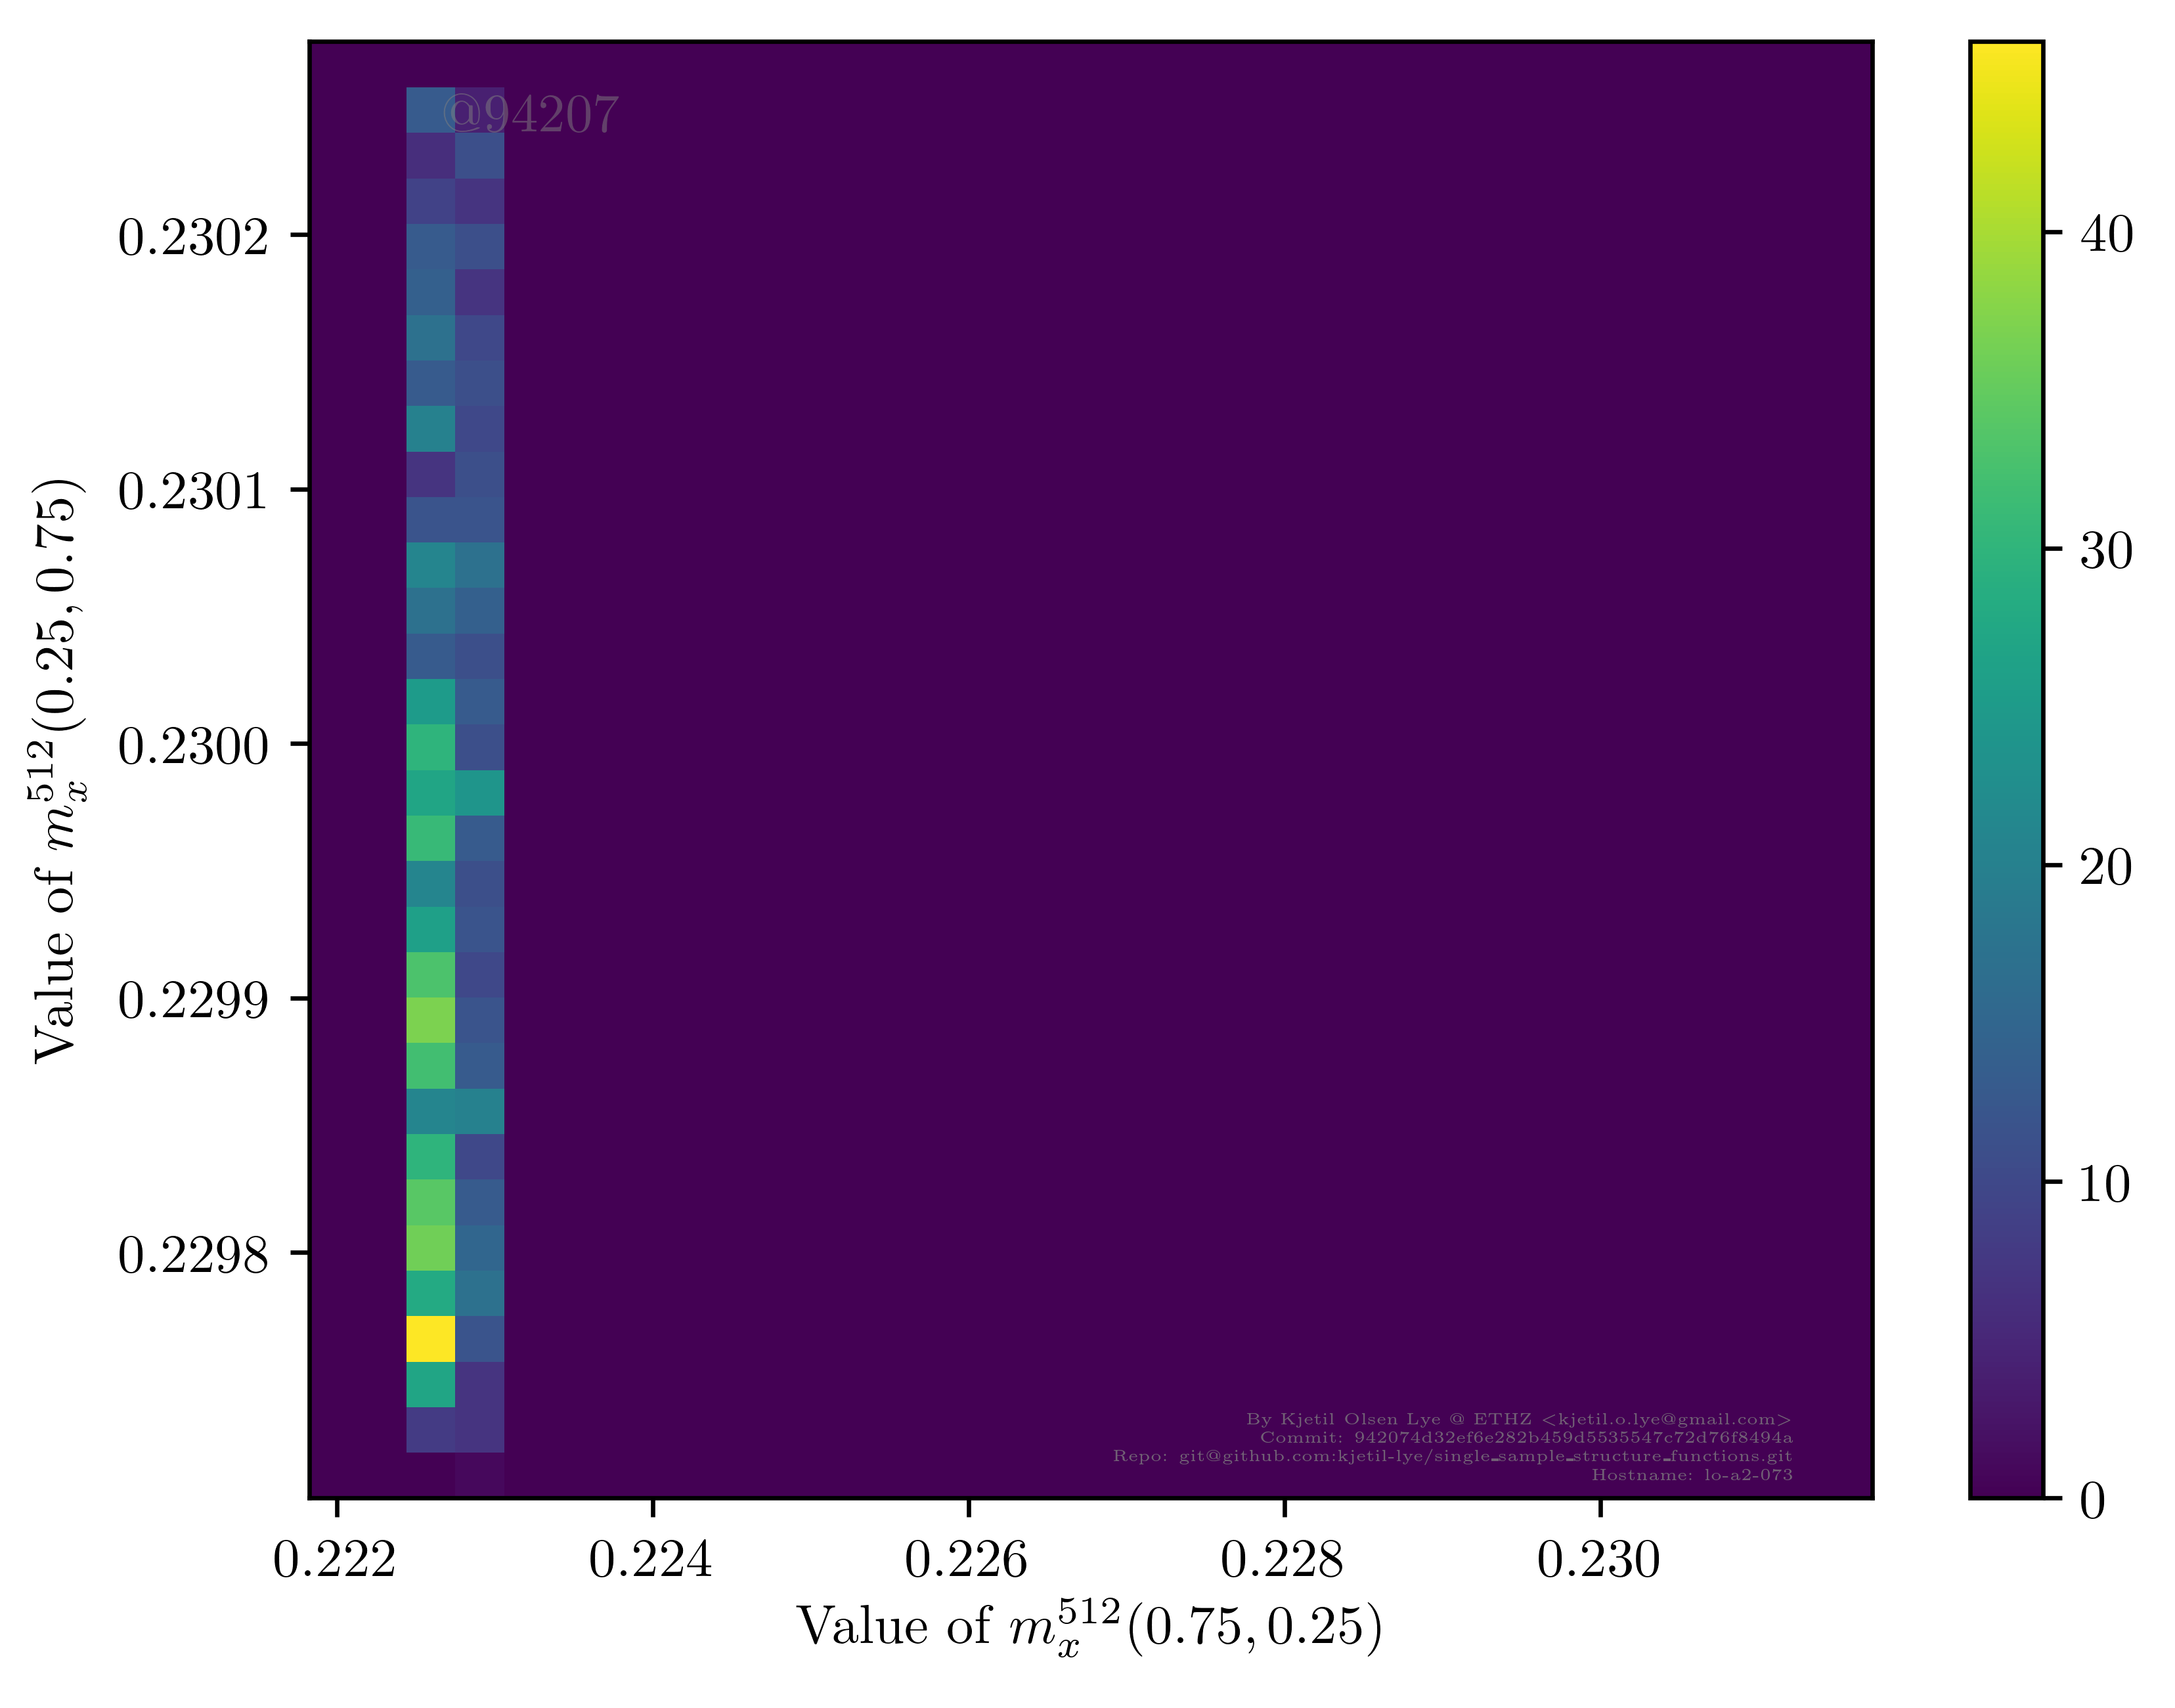 @94207
0.2302
0.2301
0.2300
0.2299
0.2298
Value of $m_x^{512}(0.25, 0.75)$
0.222 0.224 0.226 0.228 0.230
Value of $m_x^{512}(0.75, 0.25)$
40
30
20
10
0
By Kjetil Olsen Lye @ ETHZ <kjetil.o.lye@gmail.com>
Commit: 942074d32ef6e282b459d5535547c72d76f8494a
Repo: git@github.com:kjetil-lye/single_sample_structure_functions.git
Hostname: lo-a2-073